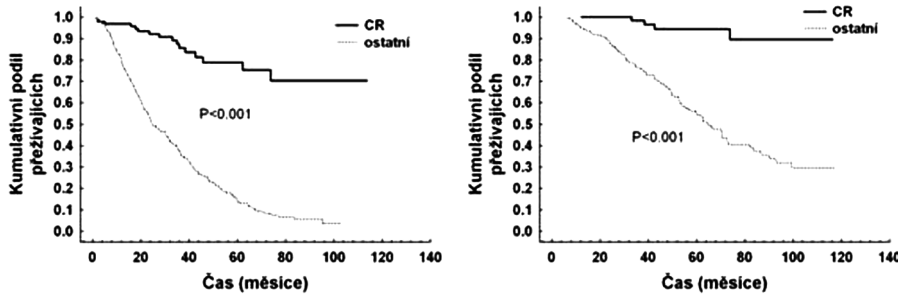 CR
ostatní
1.0
0.9
0.8
0.7
0.6
0.5
0.4
0.3
0.2
0.1
0.0
Kumulativní podíl
přežívajících
P<0.001
0 20 40 60 80 100 120 140
Čas (měsíce)
CR
ostatní
1.0
0.9
0.8
0.7
0.6
0.5
0.4
0.3
0.2
0.1
0.0
Kumulativní podíl
přežívajících
P<0.001
0 20 40 60 80 100 120 140
Čas (měsíce)